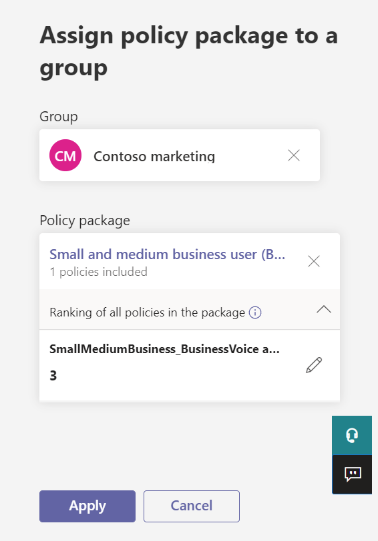 Assign policy package to a
group
Group
CM
Contoso marketing
Policy package
Small and medium business user (B...
1 policies included
Ranking of all policies in the package
SmallMediumBusiness_BusinessVoice a...
3
Apply
Cancel